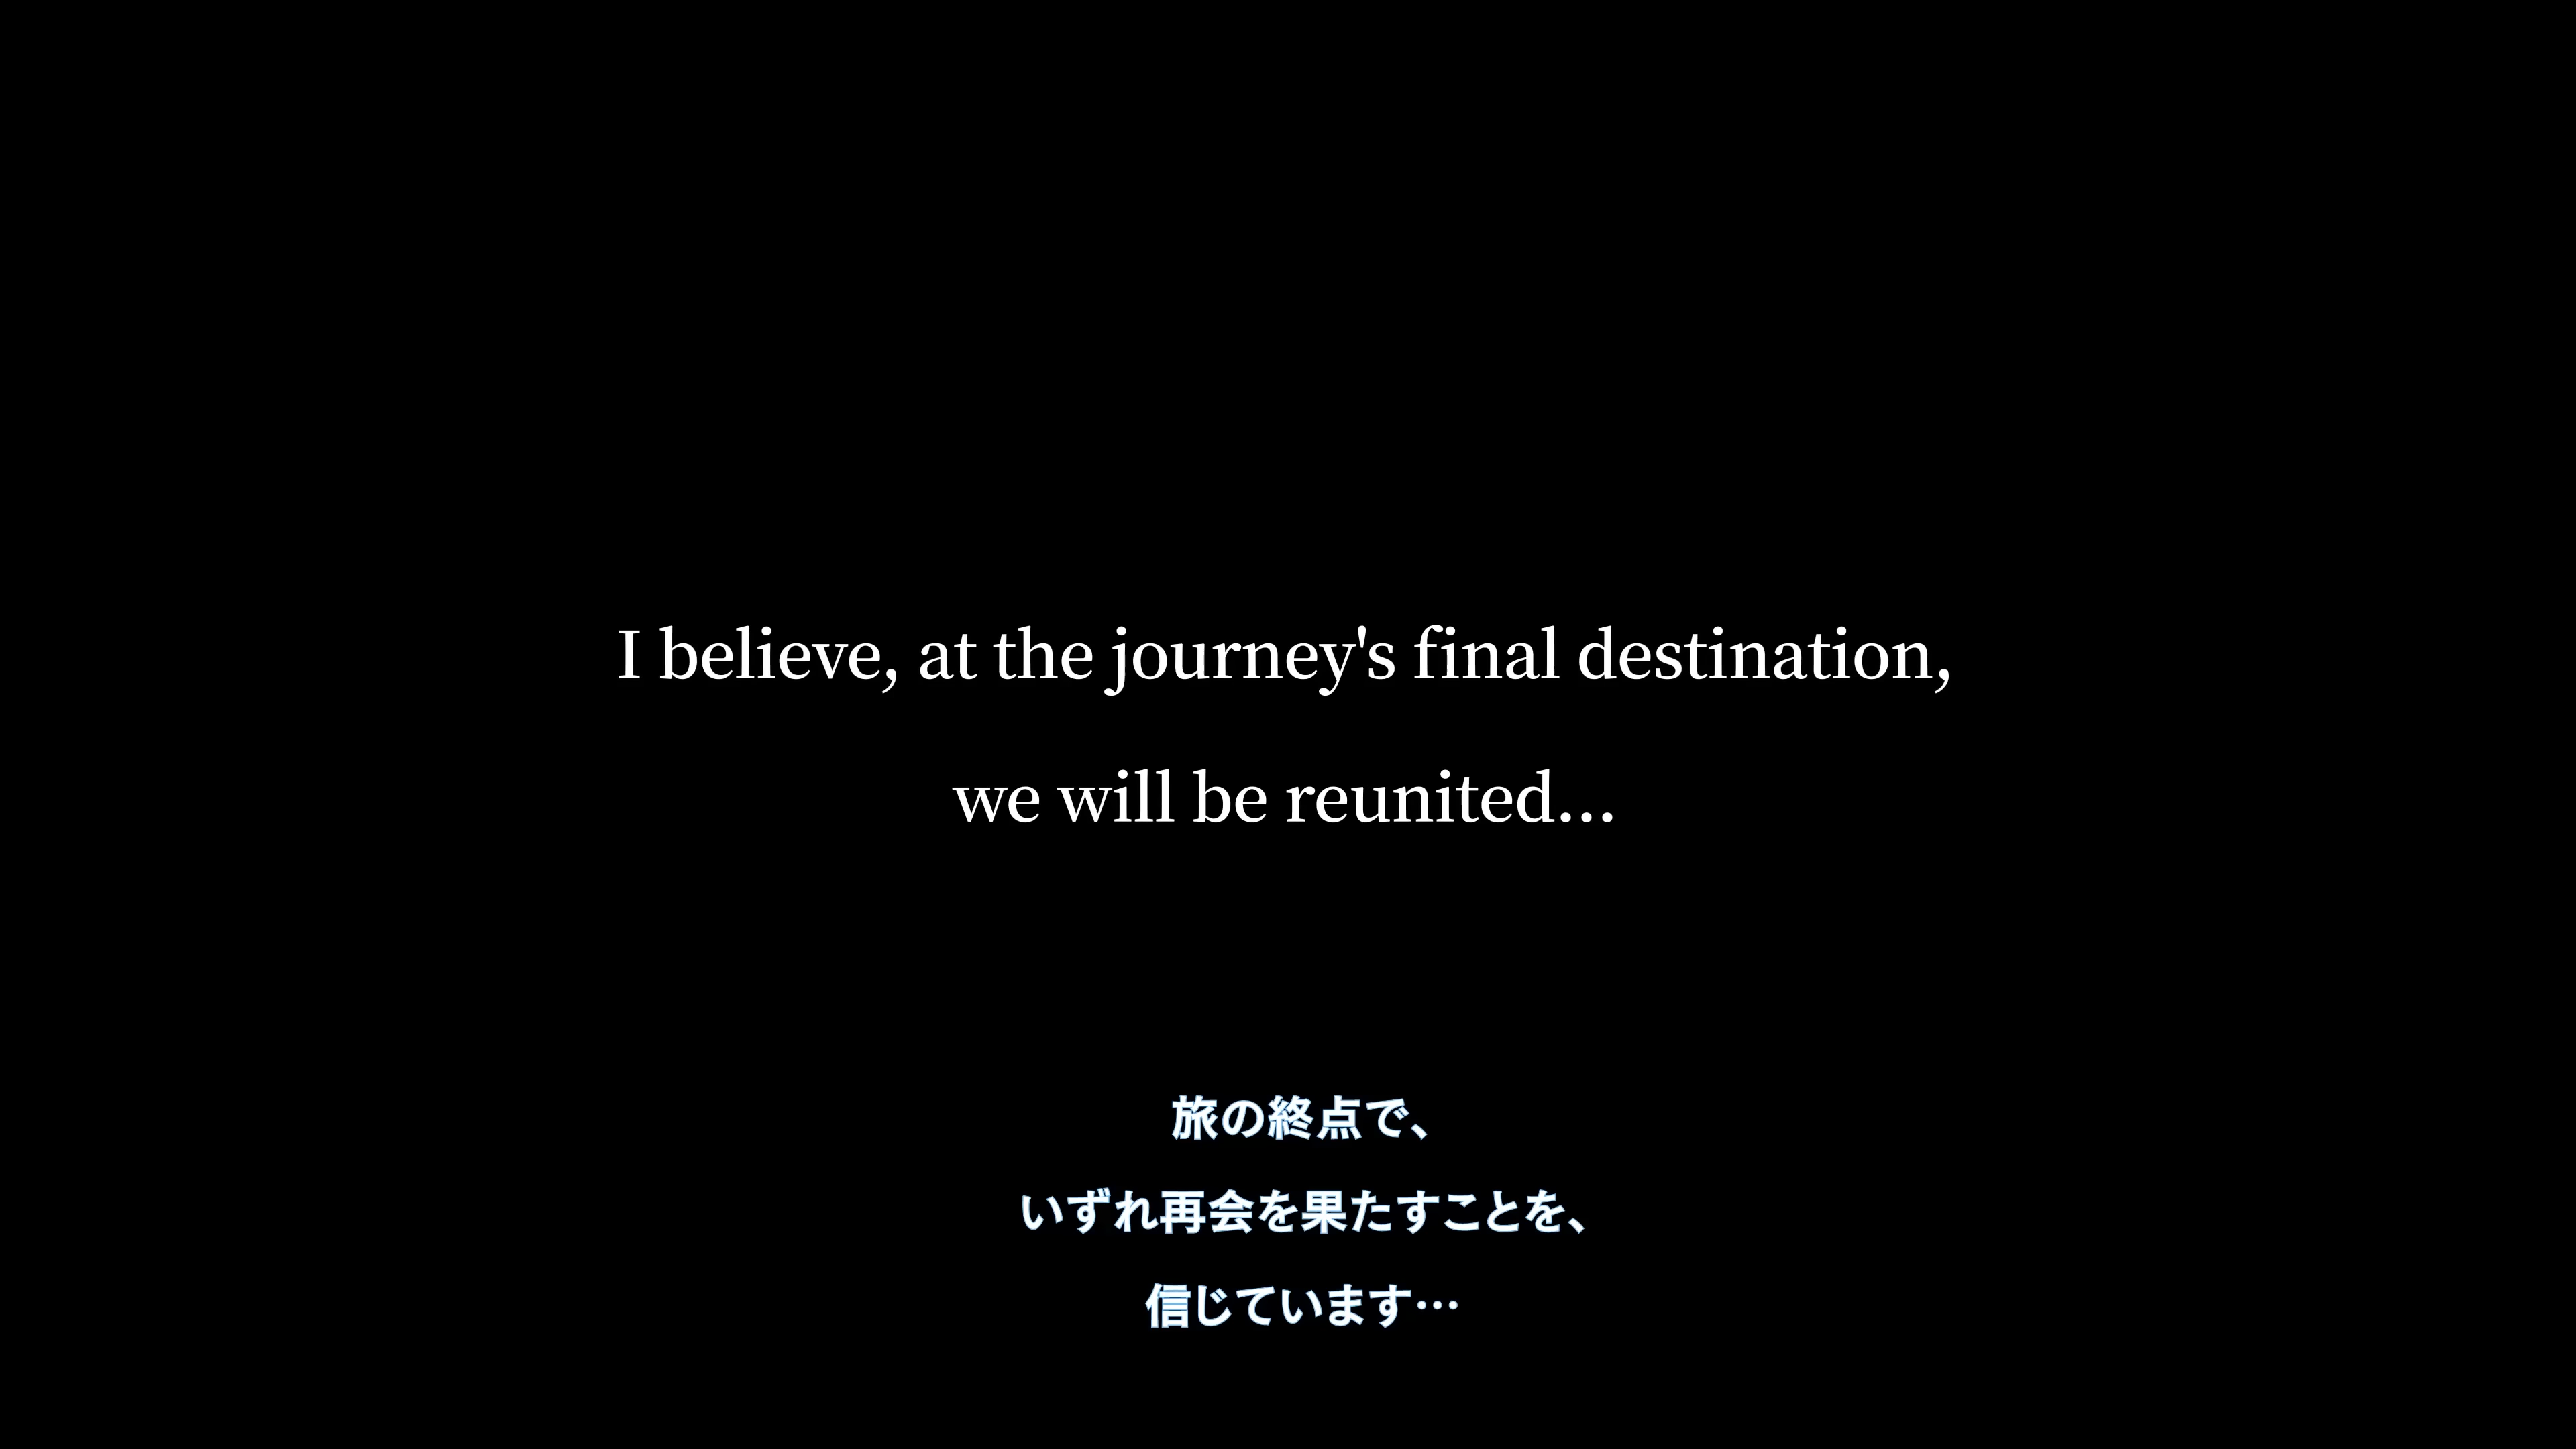 I believe, at the journey's final destination,
we will be reunited...
旅の終点で、
いずれ再会を果たすことを、
信じています…